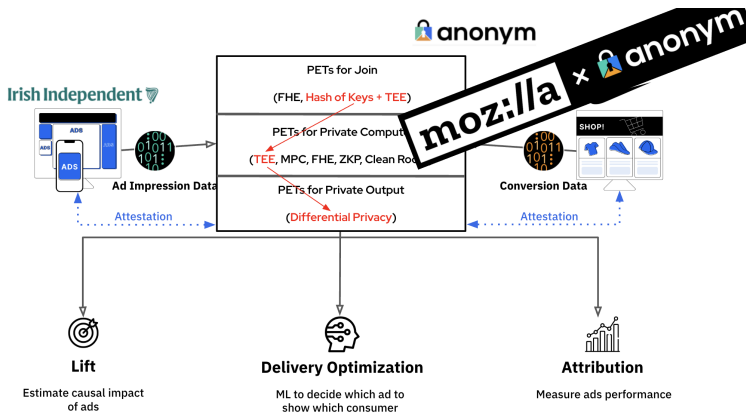 anonym
moz://a × anonym
Irish Independent
PETs for Join
(FHE, Hash of Keys + TEE)
ADS
ADS
ADS
SHOP!
PETs for Private Comput
(TEE, MPC, FHE, ZKP, Clean Roo
Ad Impression Data
Conversion Data
PETs for Private Output
(Differential Privacy)
Attestation
Attestation
Lift
Delivery Optimization
Attribution
Estimate causal impact
of ads
ML to decide which ad to
show which consumer
Measure ads performance